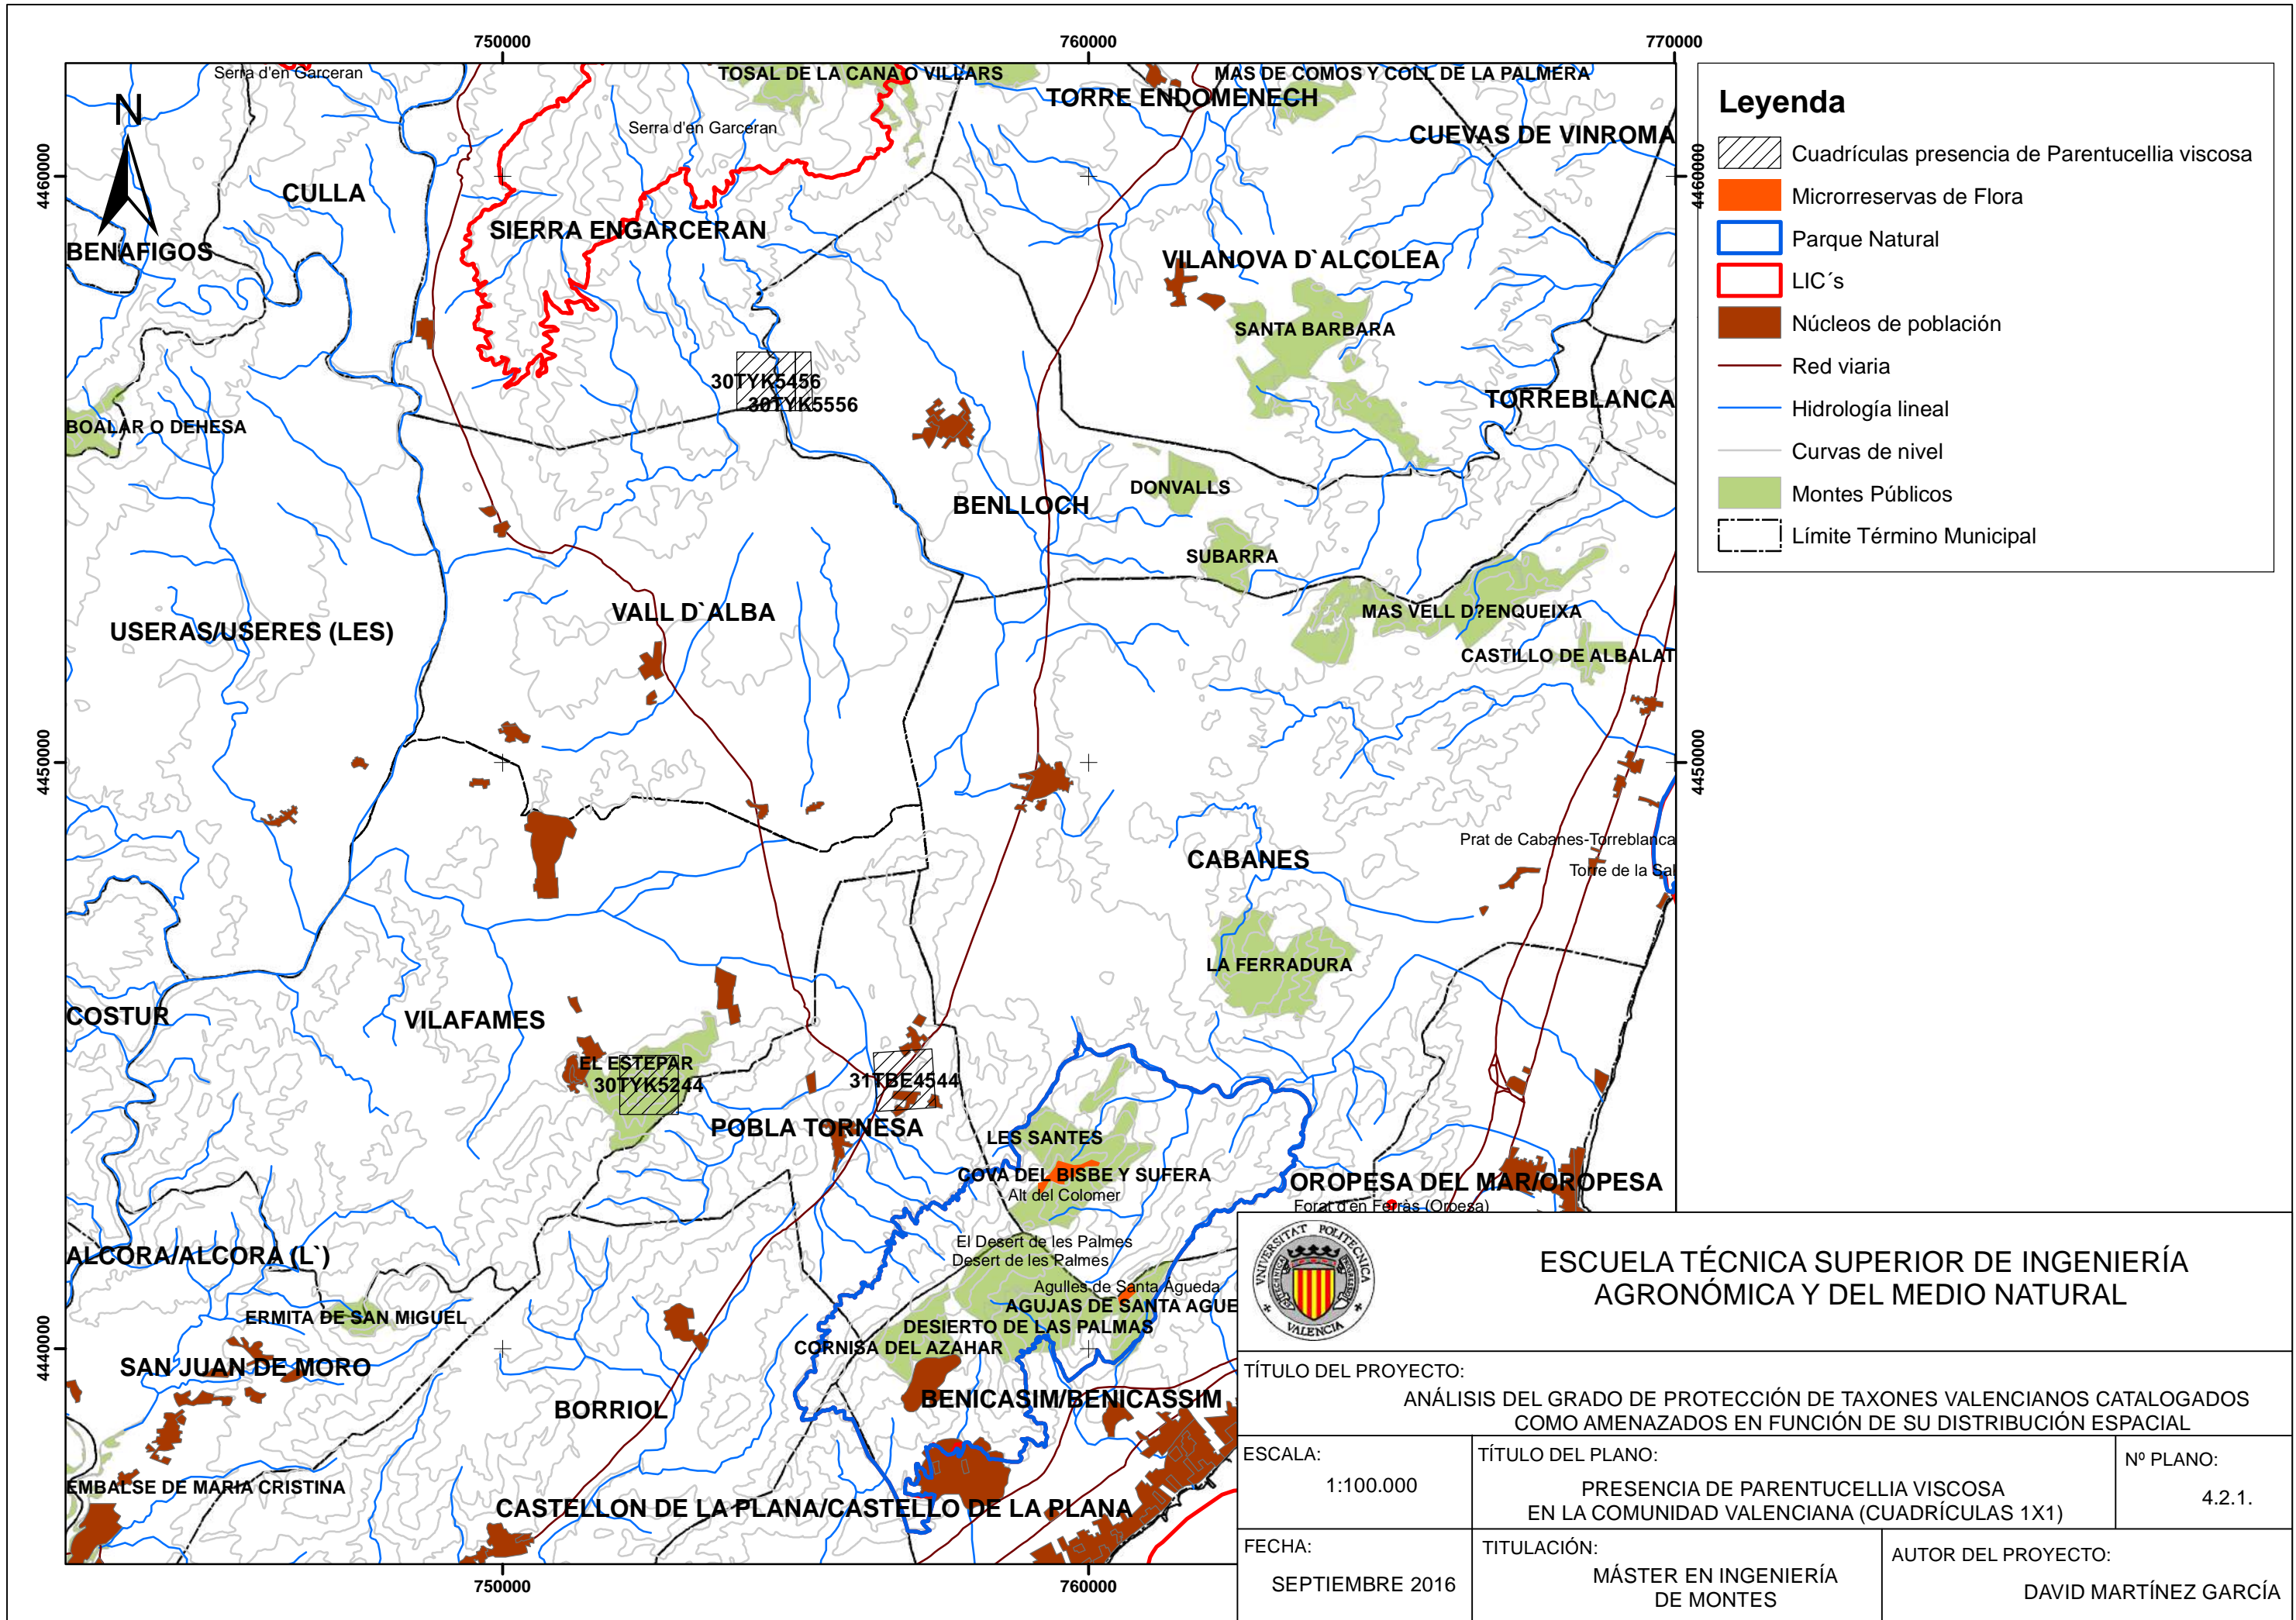 750000
760000
770000
Serra d'en Garceran
TOSAL DE LA CANA O VILLARS
MAS DE COMOS Y COLL DE LA PALMERA
TORRE ENDOMENECH
N
Serra d'en Garceran
CUEVAS DE VINROMA
4460000
4460000
CULLA
SIERRA ENGARCERAN
BENAFIGOS
VILANOVA D`ALCOLEA
SANTA BARBARA
30TYK5456
30TYK5556
TORREBLANCA
BOALAR O DEHESA
DONVALLS
BENLLOCH
SUBARRA
MAS VELL D?ENQUEIXA
VALL D`ALBA
USERAS/USERES (LES)
CASTILLO DE ALBALAT
4450000
4450000
Prat de Cabanes-Torreblanca
CABANES
Torre de la Sal
LA FERRADURA
COSTUR
VILAFAMES
EL ESTEPAR
30TYK5244
31TBE4544
POBLA TORNESA
LES SANTES
COVA DEL BISBE Y SUFERA
Alt del Colomer
OROPESA DEL MAR/OROPESA
Forat d'en Ferràs (Orpesa)
El Desert de les Palmes
Desert de les Palmes
ALCORA/ALCORA (L`)
Agulles de Santa Àgueda
AGUJAS DE SANTA AGUE
ERMITA DE SAN MIGUEL
DESIERTO DE LAS PALMAS
CORNISA DEL AZAHAR
4440000
SAN JUAN DE MORO
BENICASIM/BENICASSIM
BORRIOL
EMBALSE DE MARIA CRISTINA
CASTELLON DE LA PLANA/CASTELLO DE LA PLANA
750000
760000
Leyenda
Cuadrículas presencia de Parentucellia viscosa
Microrreservas de Flora
Parque Natural
LIC´s
Núcleos de población
Red viaria
Hidrología lineal
Curvas de nivel
Montes Públicos
Límite Término Municipal
UNIVERSITAT POLITECNICA
VALENCIA
ESCUELA TÉCNICA SUPERIOR DE INGENIERÍA
AGRONÓMICA Y DEL MEDIO NATURAL
TÍTULO DEL PROYECTO:
ANÁLISIS DEL GRADO DE PROTECCIÓN DE TAXONES VALENCIANOS CATALOGADOS
COMO AMENAZADOS EN FUNCIÓN DE SU DISTRIBUCIÓN ESPACIAL
ESCALA:
1:100.000
TÍTULO DEL PLANO:
PRESENCIA DE PARENTUCELLIA VISCOSA
EN LA COMUNIDAD VALENCIANA (CUADRÍCULAS 1X1)
Nº PLANO:
4.2.1.
FECHA:
SEPTIEMBRE 2016
TITULACIÓN:
MÁSTER EN INGENIERÍA
DE MONTES
AUTOR DEL PROYECTO:
DAVID MARTÍNEZ GARCÍA